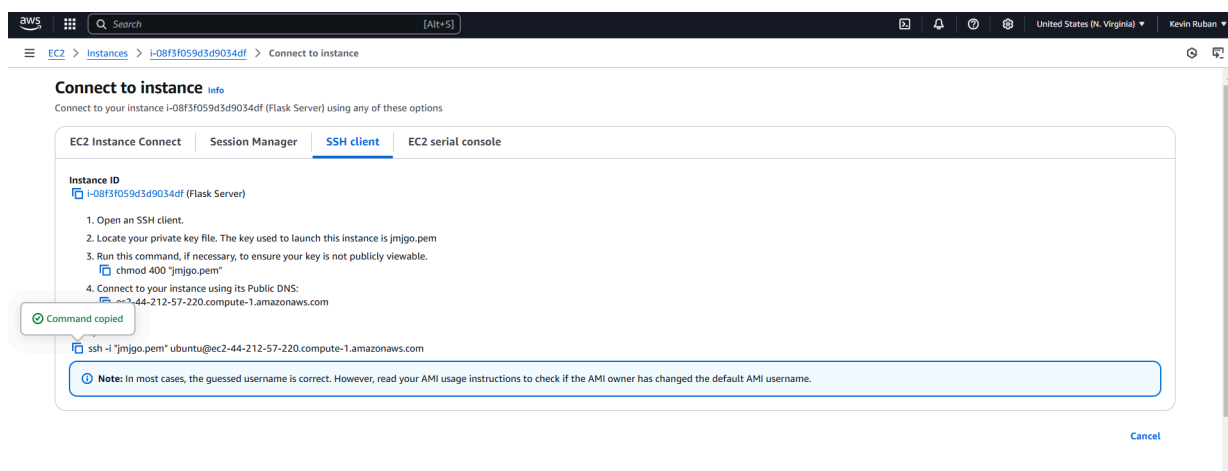 aws
Search [Alt+S]
United States (N. Virginia) ▼ Kevin Ruban ▼
EC2 > Instances > i-08f3f059d3d9034df > Connect to instance
Connect to instance Info
Connect to your instance i-08f3f059d3d9034df (Flask Server) using any of these options
EC2 Instance Connect Session Manager SSH client EC2 serial console
Instance ID
i-08f3f059d3d9034df (Flask Server)
1. Open an SSH client.
2. Locate your private key file. The key used to launch this instance is jmjgo.pem
3. Run this command, if necessary, to ensure your key is not publicly viewable.
chmod 400 "jmjgo.pem"
4. Connect to your instance using its Public DNS:
ec2-44-212-57-220.compute-1.amazonaws.com
Command copied
ssh -i "jmjgo.pem" ubuntu@ec2-44-212-57-220.compute-1.amazonaws.com
Note: In most cases, the guessed username is correct. However, read your AMI usage instructions to check if the AMI owner has changed the default AMI username.
Cancel